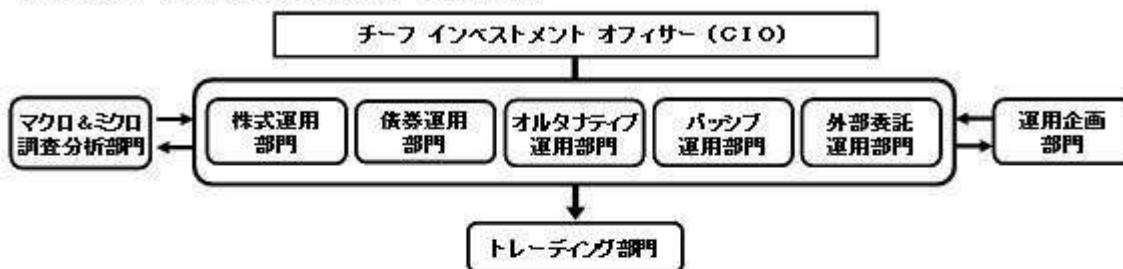 チーフ インベストメント オフィサー (CIO)
マクロ&ミクロ
調査分析部門
株式運用
部門
債券運用
部門
オルタナティブ
運用部門
パッシブ
運用部門
外部委託
運用部門
運用企画
部門
トレーディング部門